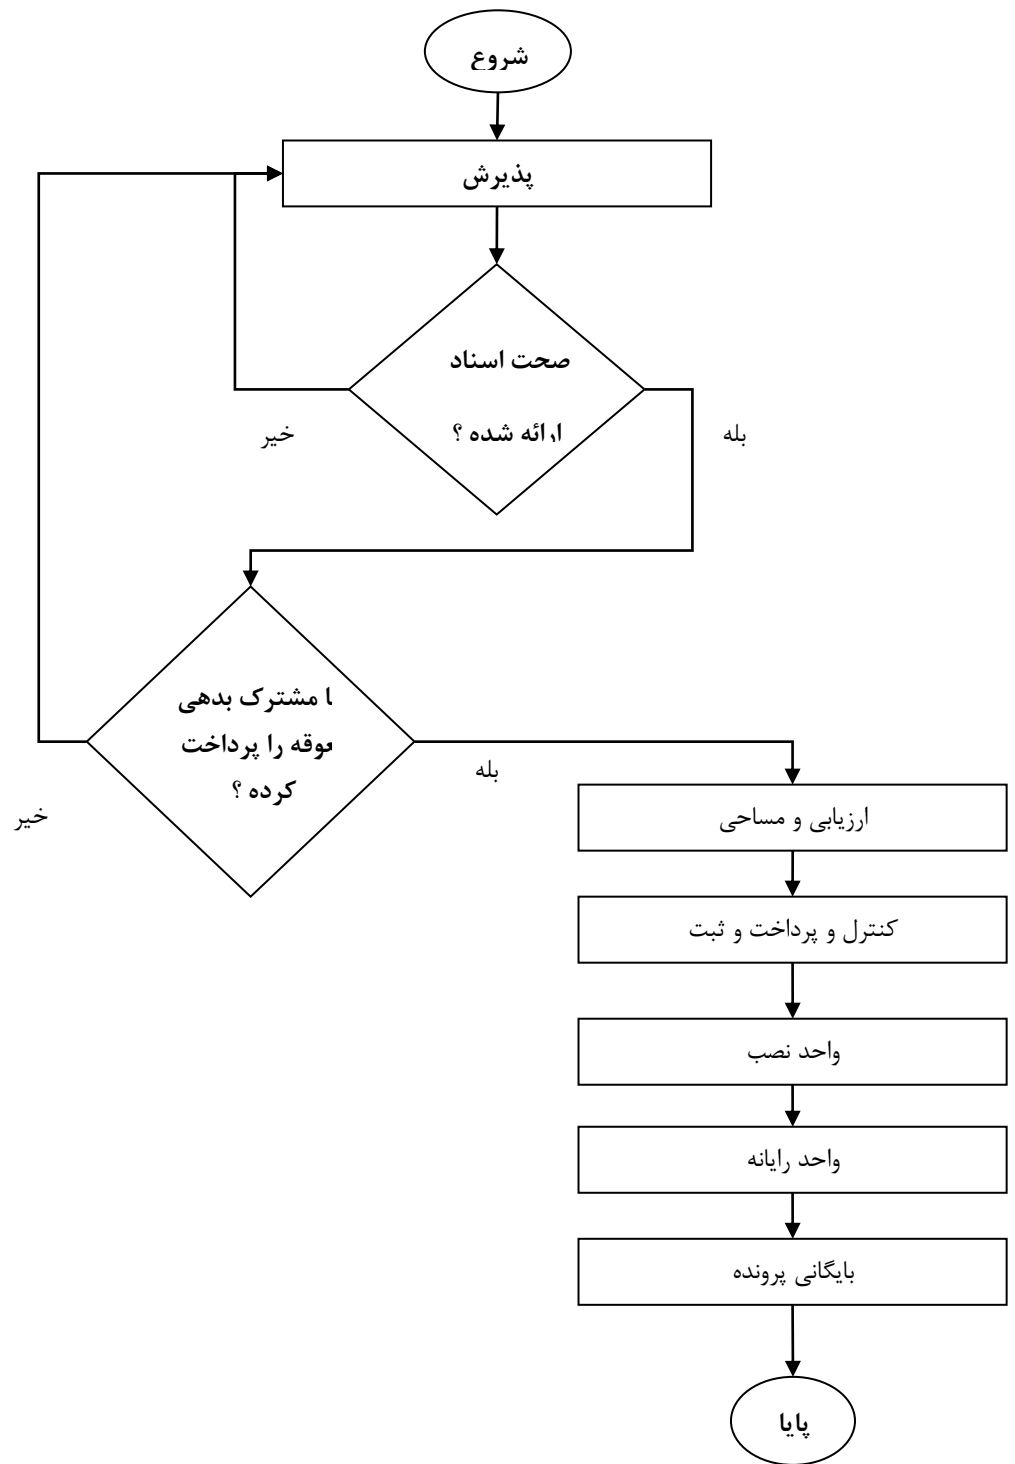 شروع
پذیرش
صحت اسناد
ارائه شده ؟
خیر
بله
ا مشترک بدهی
عوقه را پرداخت
کرده ؟
بله
خیر
ارزیابی و مساحی
کنترل و پرداخت و ثبت
واحد نصب
واحد رایانه
بایگانی پرونده
پایا